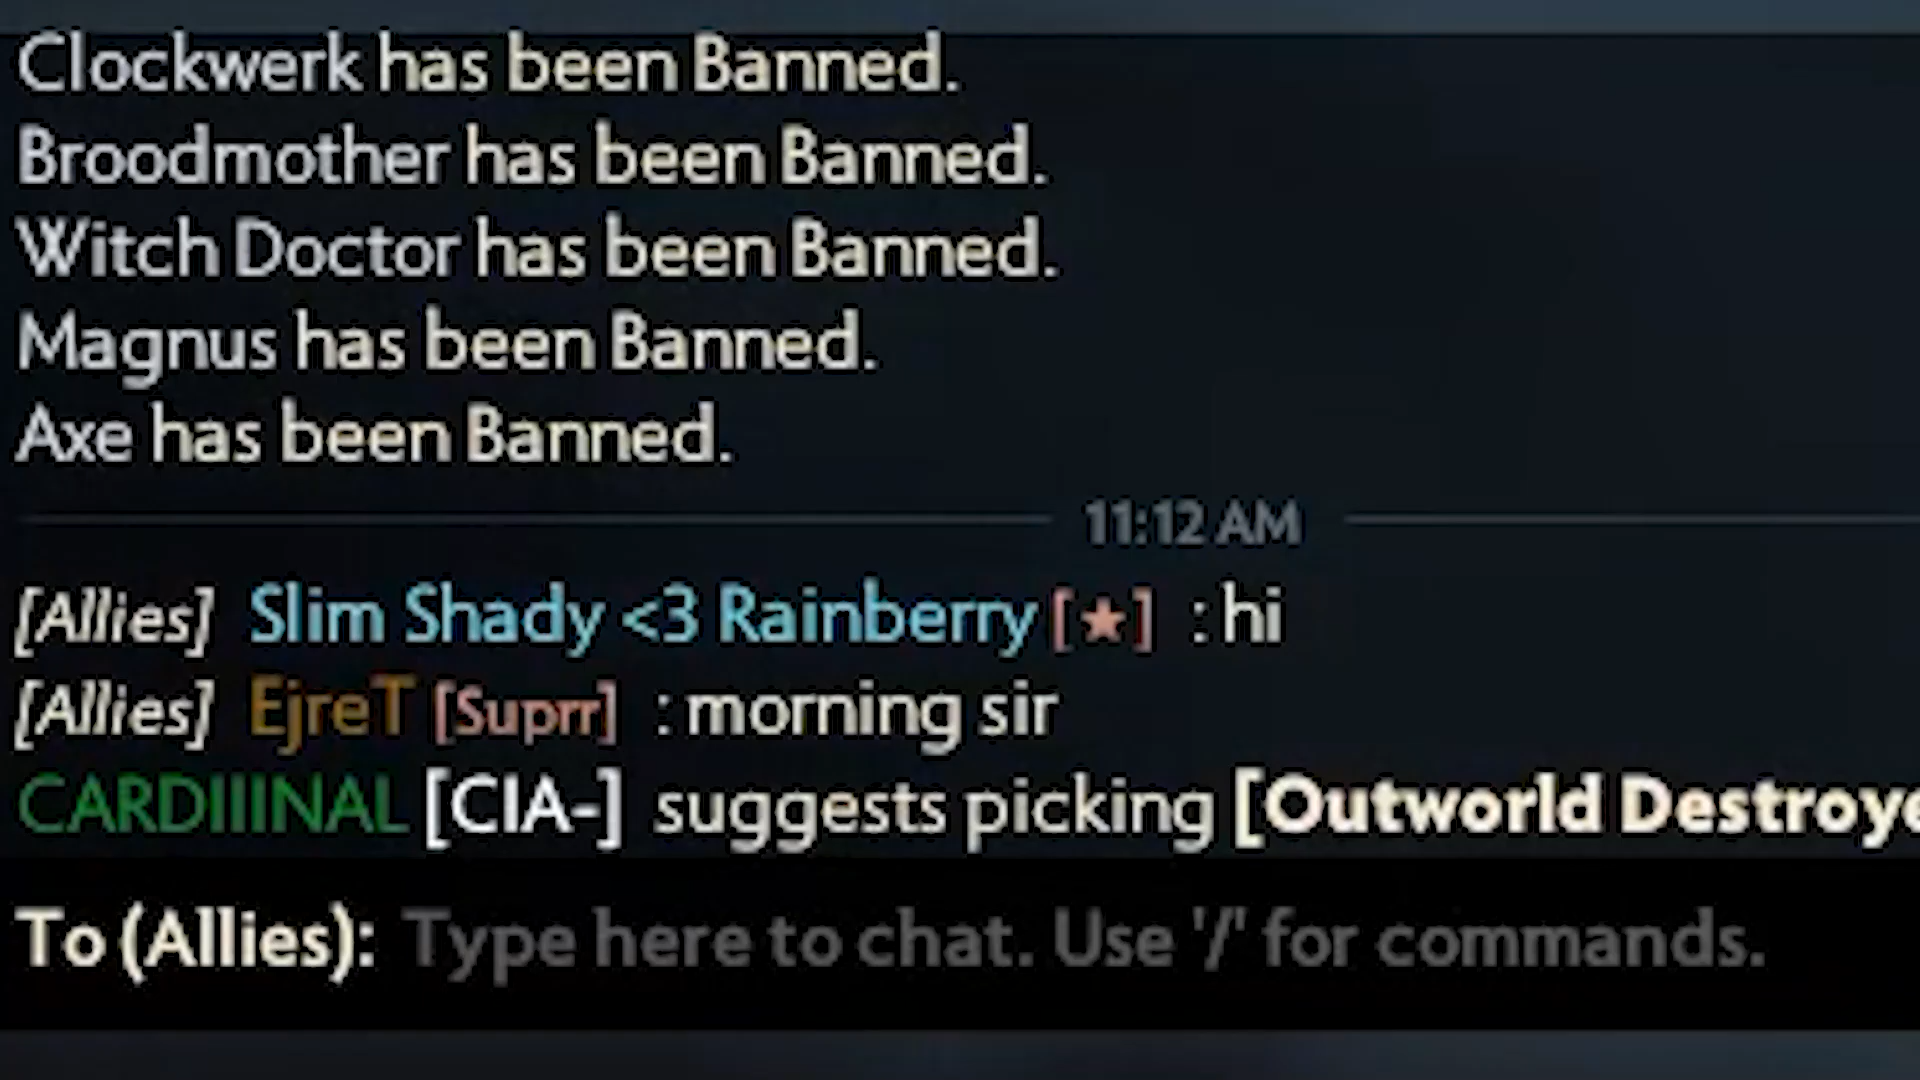 Clockwerk has been Banned.
Broodmother has been Banned.
Witch Doctor has been Banned.
Magnus has been Banned.
Axe has been Banned.
11:12 AM
[Allies] Slim Shady <3 Rainberry [★] : hi
[Allies] EjreT [Suprr] : morning sir
CARDIIINAL [CIA-] suggests picking [Outworld Destroye
To (Allies): Type here to chat. Use '/' for commands.